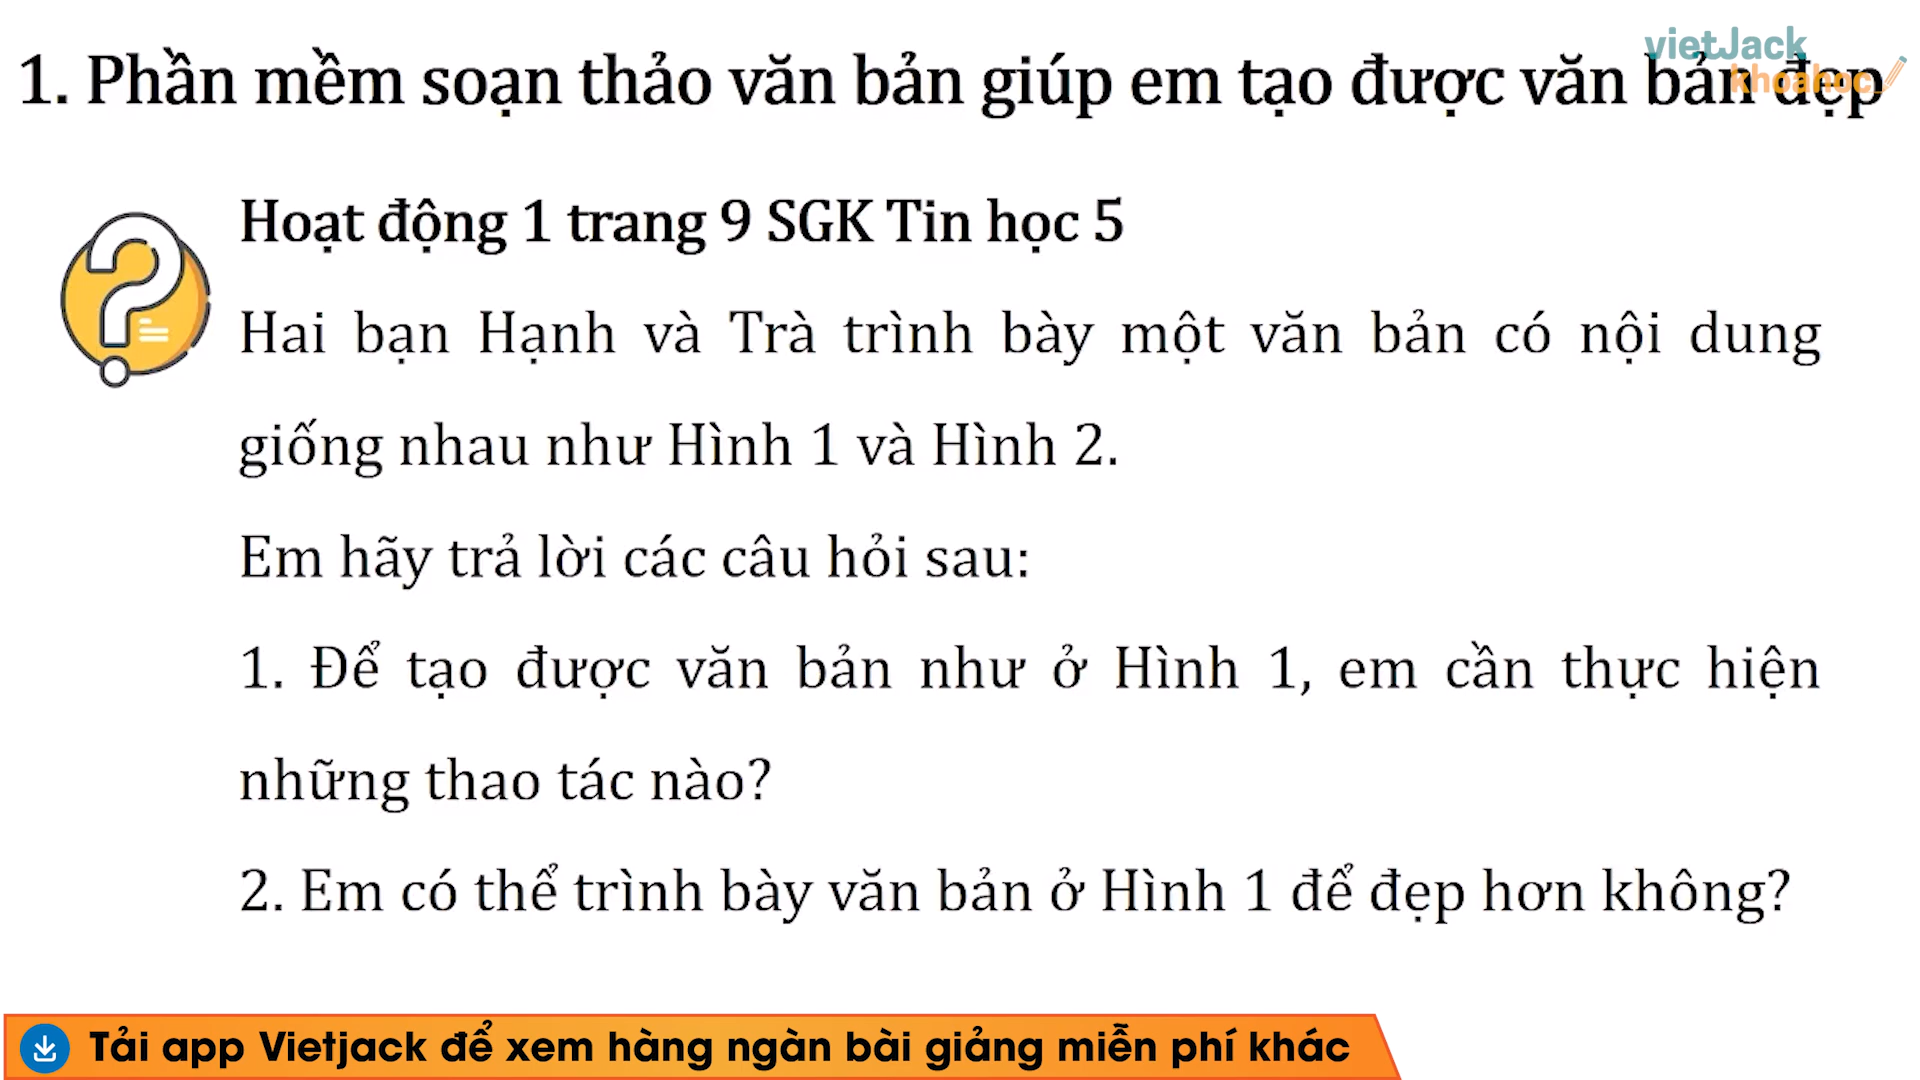 vietJack
khoahoc
1. Phần mềm soạn thảo văn bản giúp em tạo được văn bản đẹp
Hoạt động 1 trang 9 SGK Tin học 5
Hai bạn Hạnh và Trà trình bày một văn bản có nội dung
giống nhau như Hình 1 và Hình 2.
Em hãy trả lời các câu hỏi sau:
1. Để tạo được văn bản như ở Hình 1, em cần thực hiện
những thao tác nào?
2. Em có thể trình bày văn bản ở Hình 1 để đẹp hơn không?
Tải app Vietjack để xem hàng ngàn bài giảng miễn phí khác